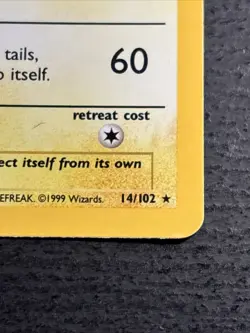 tails,
itself.
60
retreat cost
ect itself from its own
EFREAK. ©1999 Wizards. 14/102 ★